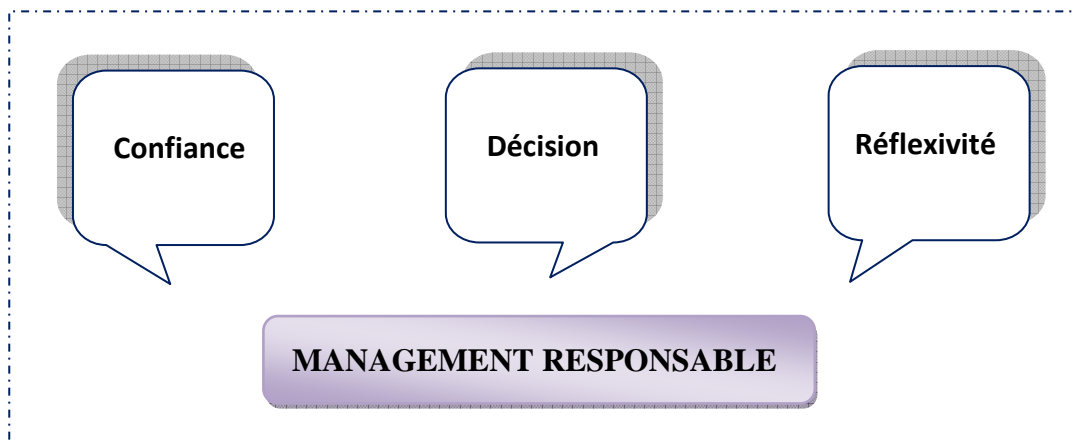 Confiance
Décision
Réflexivité
MANAGEMENT RESPONSABLE